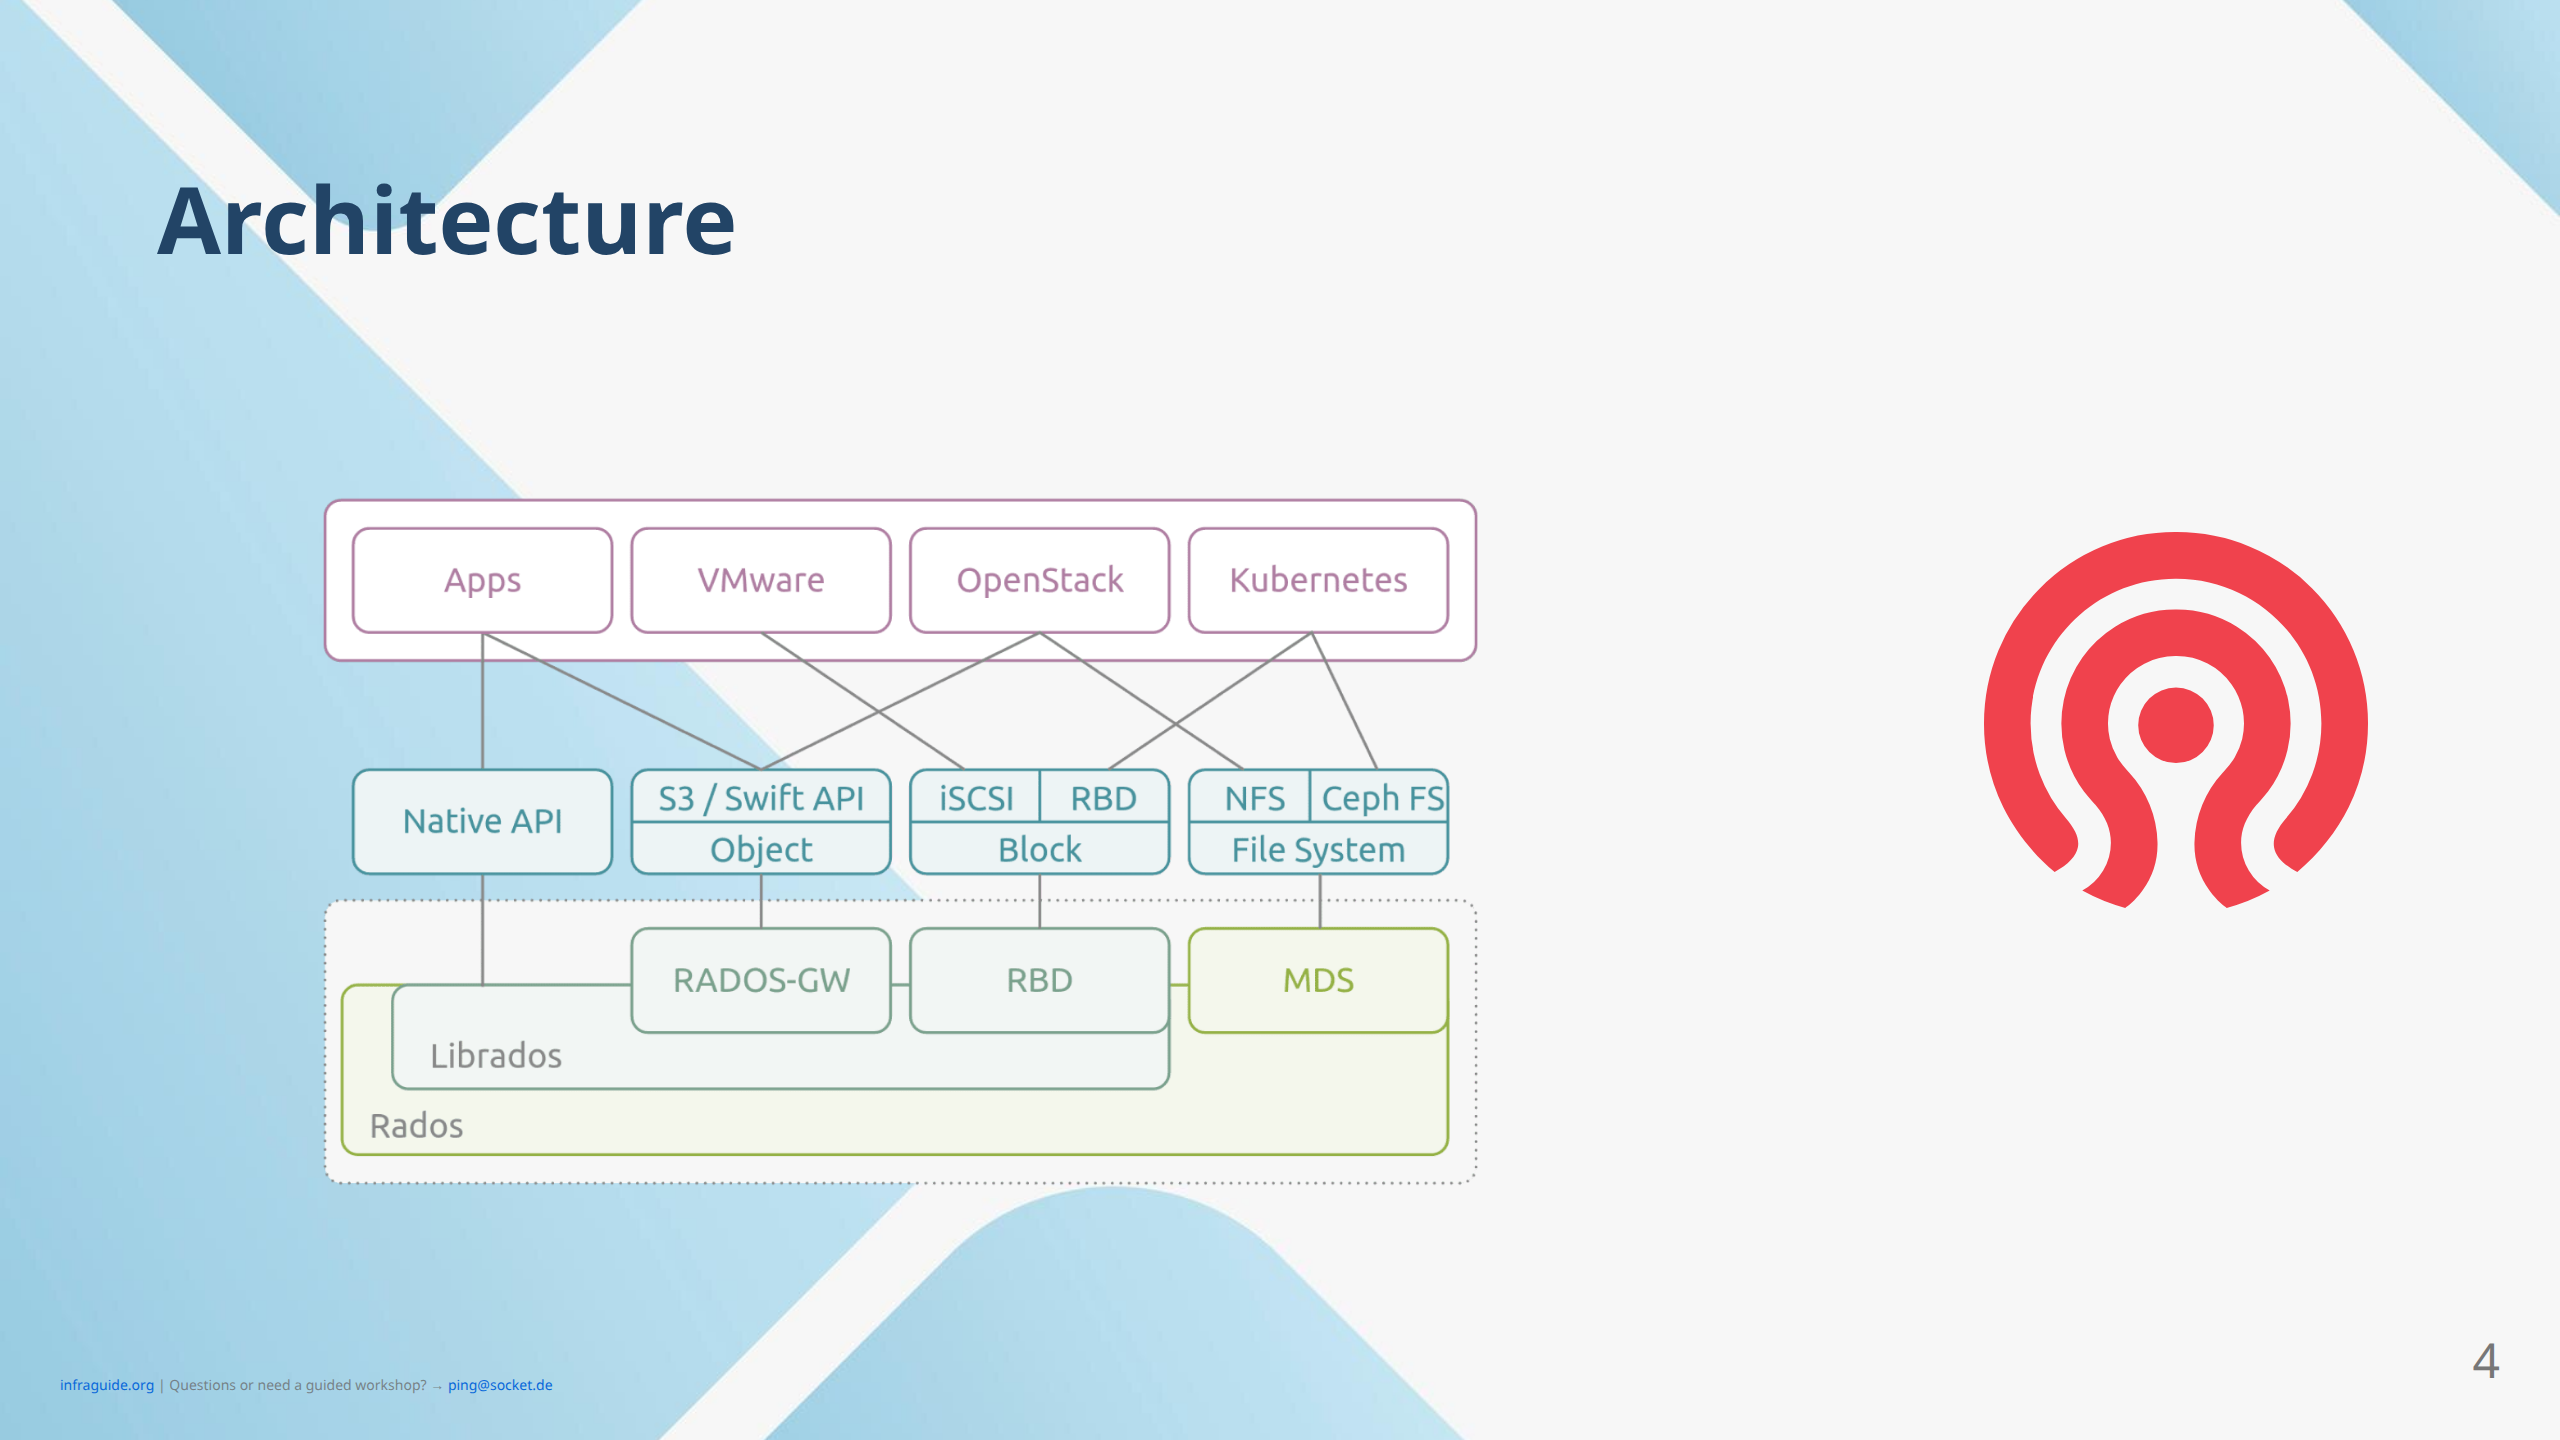 Architecture
Apps
VMware
OpenStack
Kubernetes
Native API
S3 / Swift API
Object
iSCSI
RBD
Block
NFS
Ceph FS
File System
RADOS-GW
RBD
MDS
Librados
Rados
infraguide.org | Questions or need a guided workshop? → ping@socket.de
4